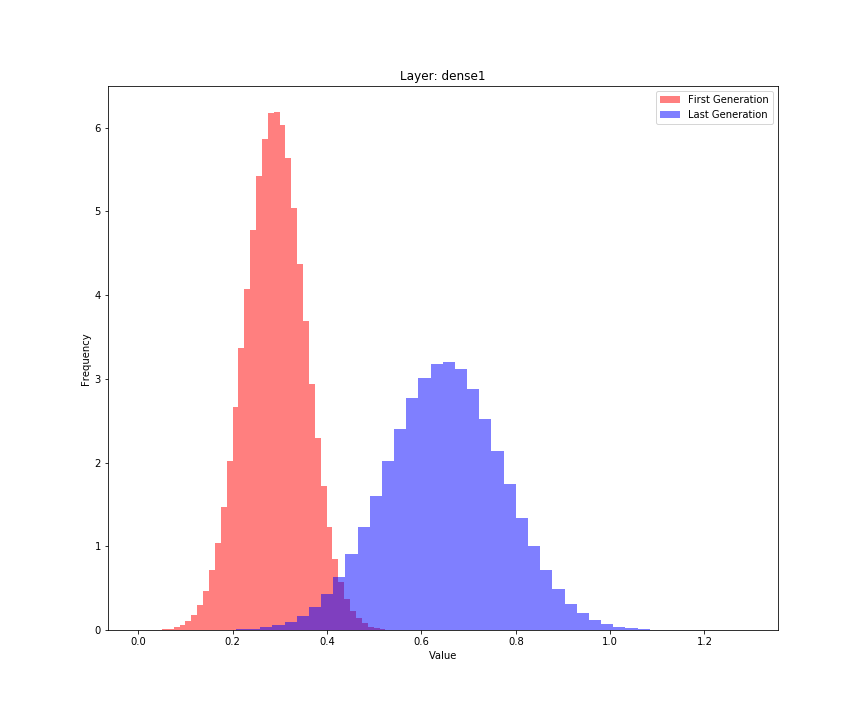 Layer: dense1
First Generation
Last Generation
Frequency
6
5
4
3
2
1
0
0.0 0.2 0.4 0.6 0.8 1.0 1.2
Value